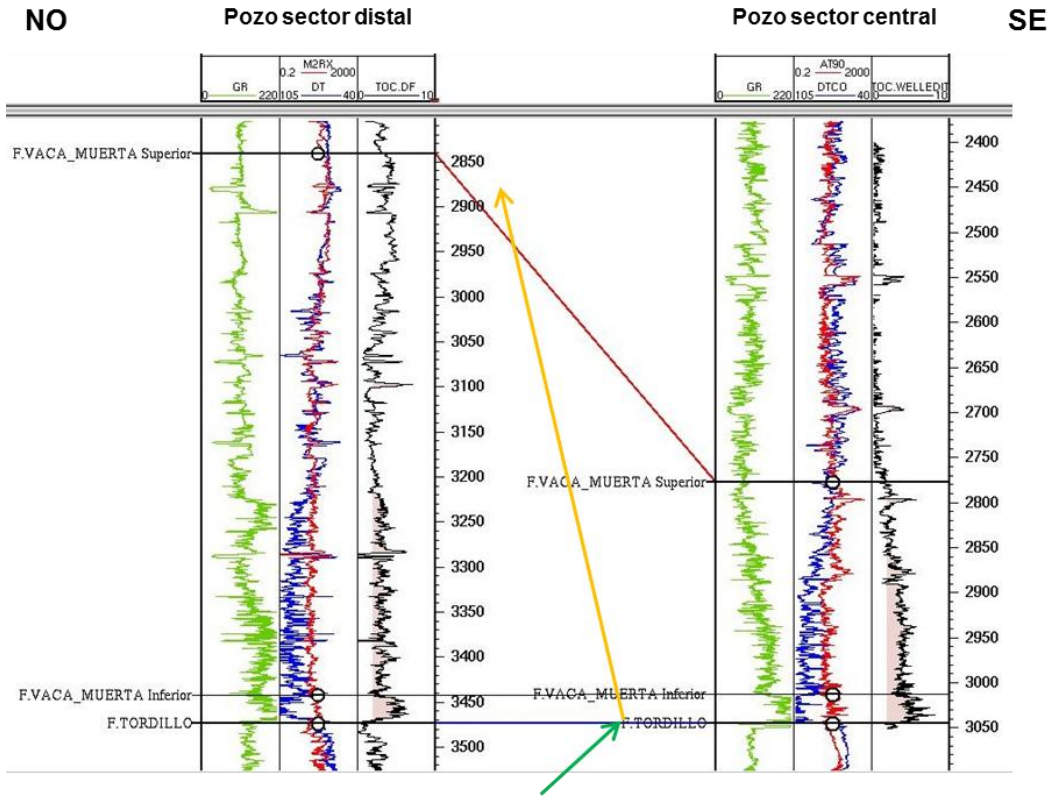 NO
Pozo sector distal
Pozo sector central
SE
M2RX
0.2 2000
GR DT TOC.DF
0 220 105 40 0 10
AT90
0.2 2000
GR DTCO TOC.WELLEDIT
0 220 105 40 0 10
F.VACA_MUERTA Superior
2850
2900
2950
3000
3050
3100
3150
3200
3250
3300
3350
3400
3450
3500
F.VACA_MUERTA Inferior
F.TORDILLO
2400
2450
2500
2550
2600
2650
2700
F.VACA_MUERTA Superior
2800
2850
2900
2950
3000
3050
F.VACA_MUERTA Inferior
F.TORDILLO